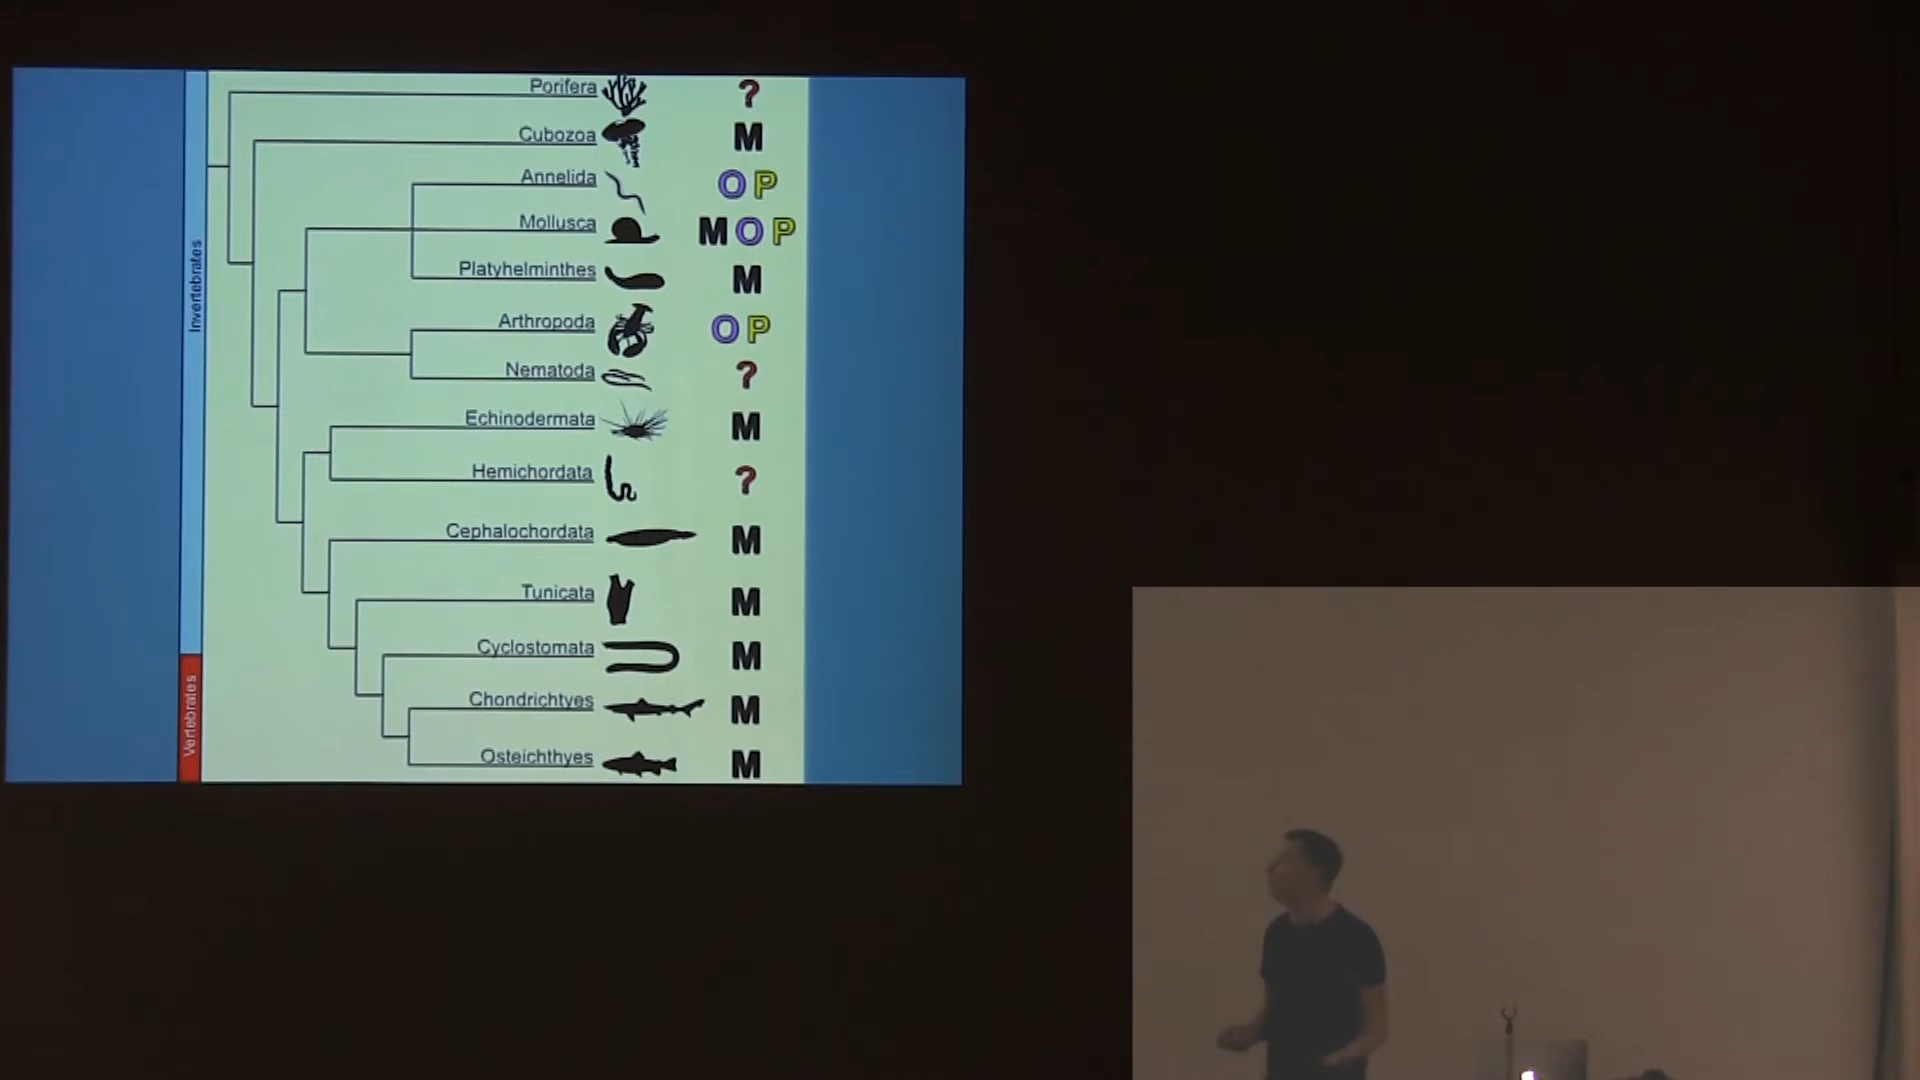 Porifera ?
Cubozoa M
Annelida O P
Mollusca M O P
Platyhelminthes M
Arthropoda O P
Nematoda ?
Echinodermata M
Hemichordata ?
Cephalochordata M
Tunicata M
Cyclostomata M
Chondrichtyes M
Osteichthyes M
Invertebrates
Vertebrates